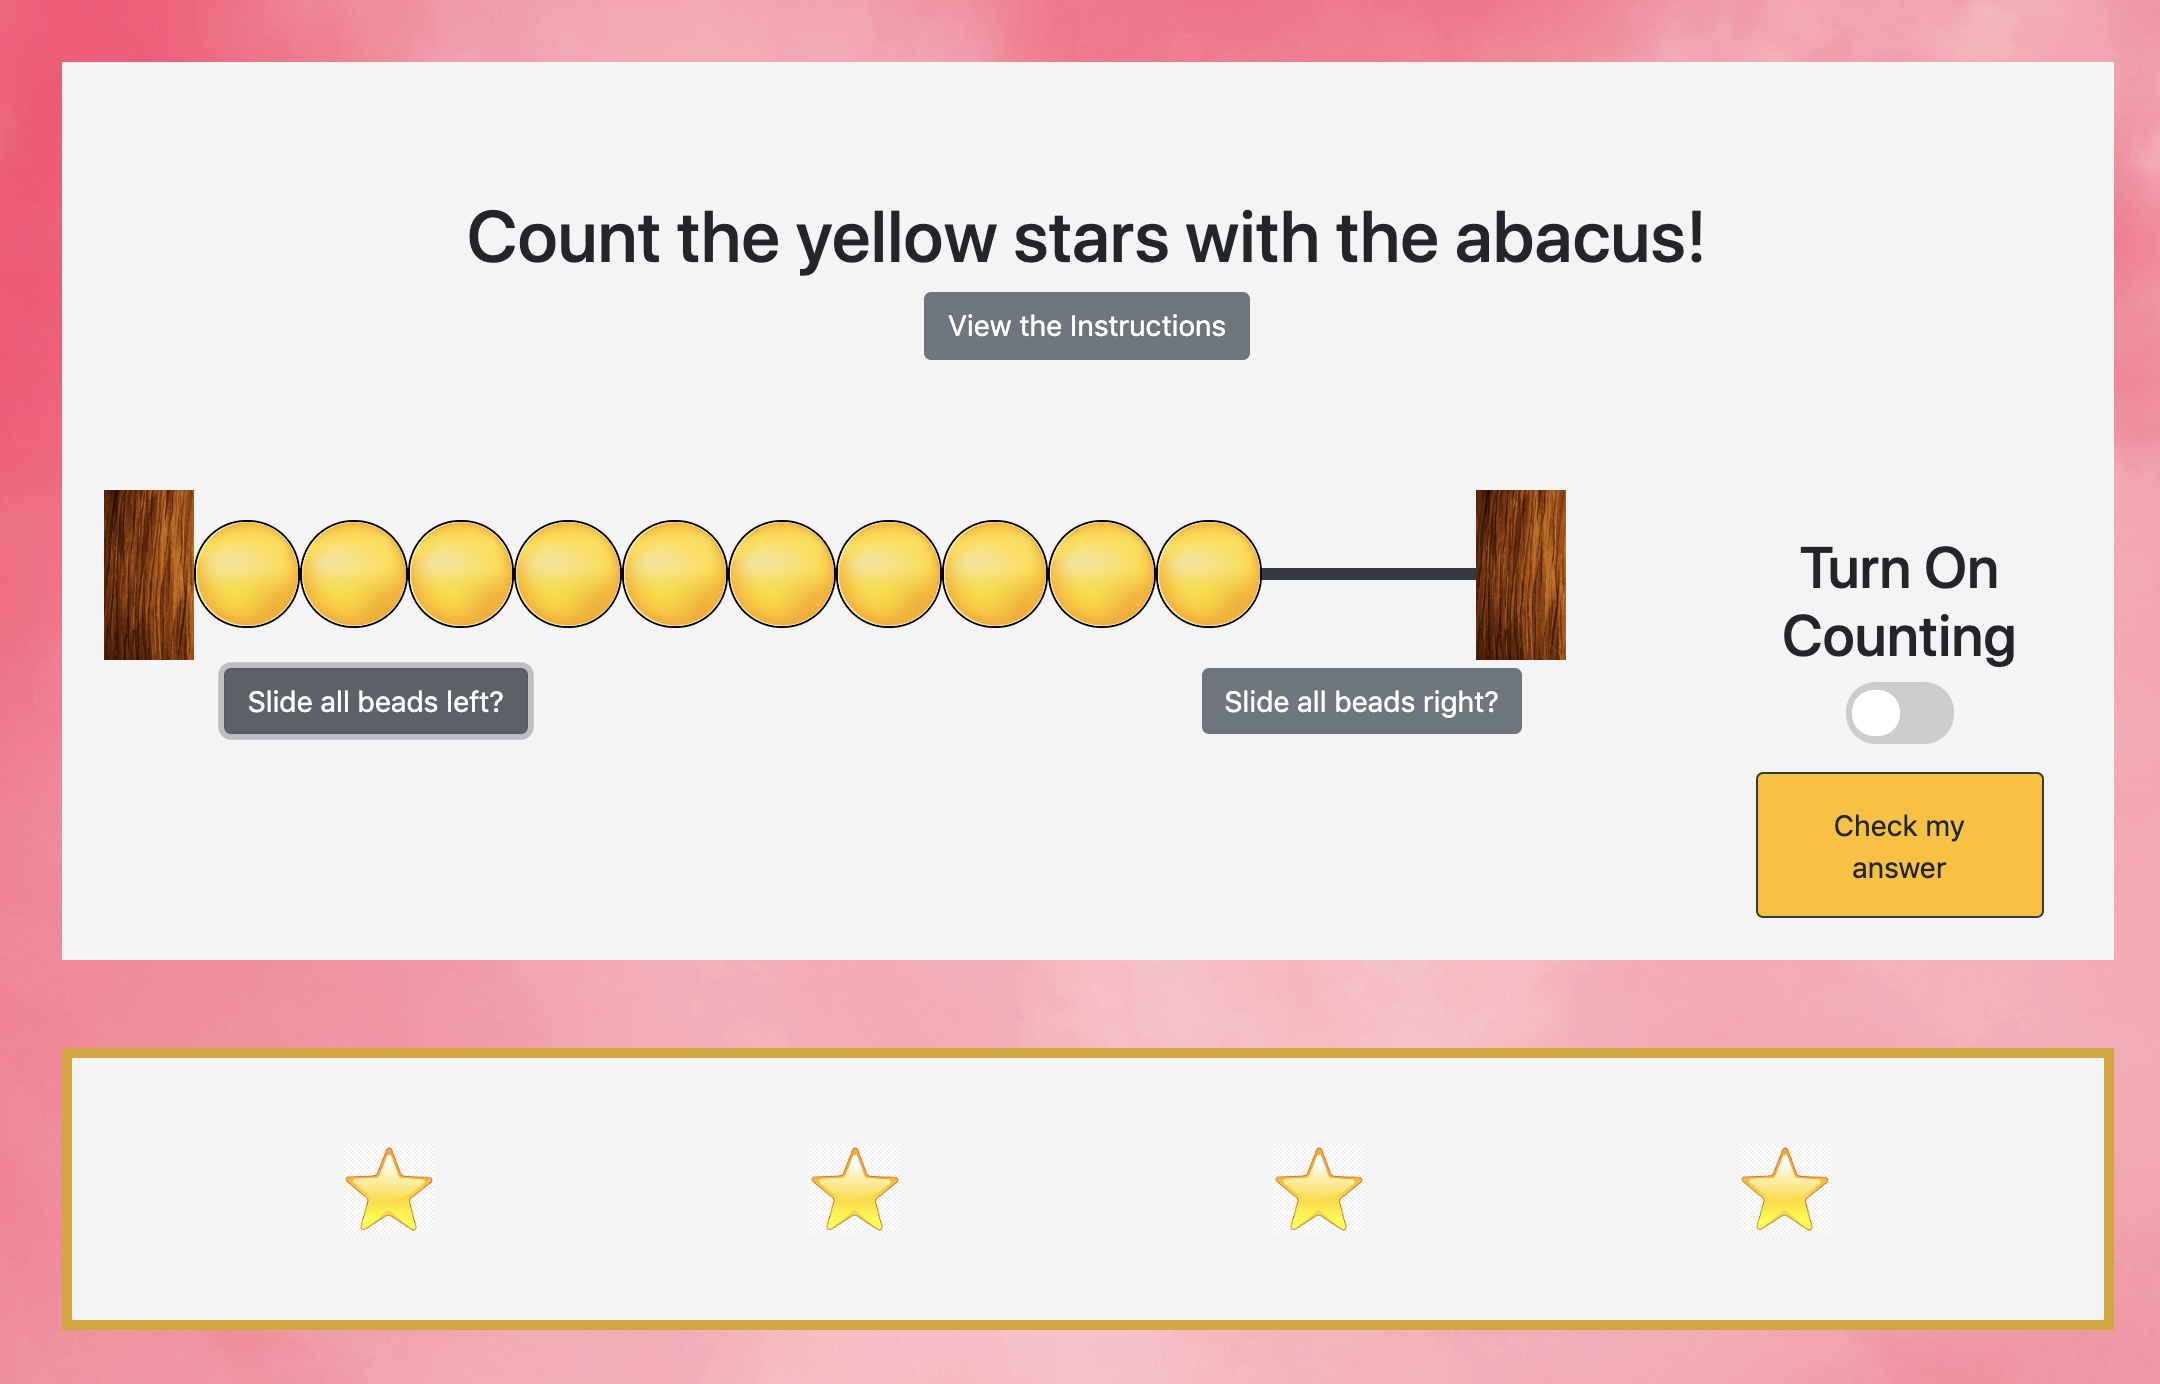 Count the yellow stars with the abacus!
View the Instructions
Slide all beads left?
Slide all beads right?
Turn On
Counting
Check my
answer